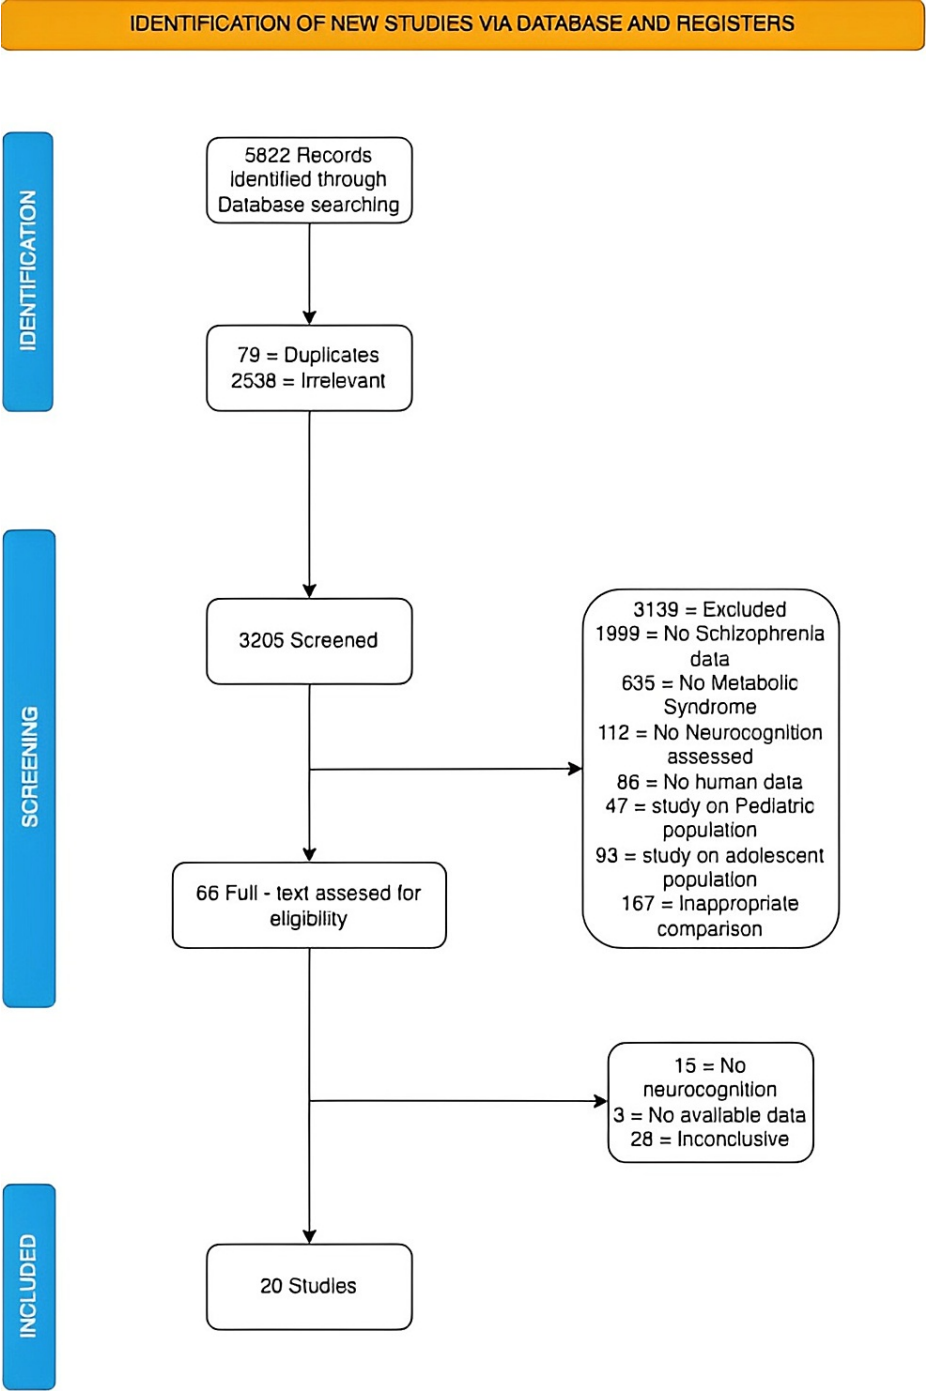 IDENTIFICATION OF NEW STUDIES VIA DATABASE AND REGISTERS
IDENTIFICATION
5822 Records
identified through
Database searching
79 = Duplicates
2538 = Irrelevant
SCREENING
3205 Screened
3139 = Excluded
1999 = No Schizophrenia
data
635 = No Metabolic
Syndrome
112 = No Neurocognition
assessed
86 = No human data
47 = study on Pediatric
population
93 = study on adolescent
population
167 = Inappropriate
comparison
66 Full - text assesed for
eligibility
15 = No
neurocognition
3 = No available data
28 = Inconclusive
INCLUDED
20 Studies